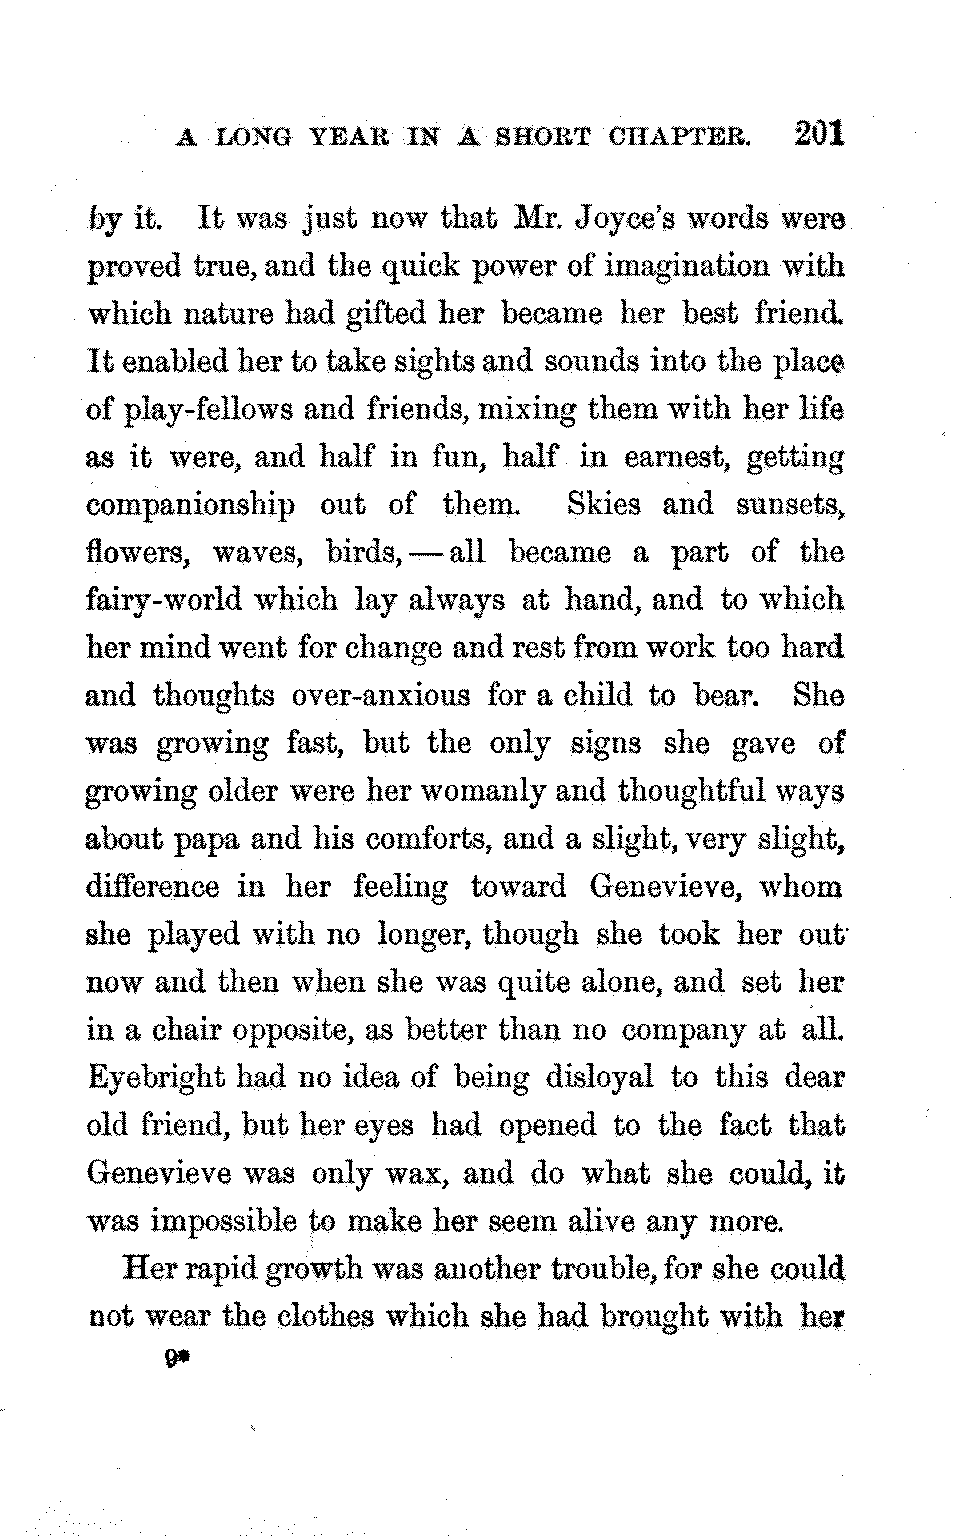 A LONG YEAR IN A SHORT CHAPTER. 201
by it. It was just now that Mr. Joyce's words were
proved true, and the quick power of imagination with
which nature had gifted her became her best friend.
It enabled her to take sights and sounds into the place
of play-fellows and friends, mixing them with her life
as it were, and half in fun, half in earnest, getting
companionship out of them. Skies and sunsets,
flowers, waves, birds,—all became a part of the
fairy-world which lay always at hand, and to which
her mind went for change and rest from work too hard
and thoughts over-anxious for a child to bear. She
was growing fast, but the only signs she gave of
growing older were her womanly and thoughtful ways
about papa and his comforts, and a slight, very slight,
difference in her feeling toward Genevieve, whom
she played with no longer, though she took her out
now and then when she was quite alone, and set her
in a chair opposite, as better than no company at all.
Eyebright had no idea of being disloyal to this dear
old friend, but her eyes had opened to the fact that
Genevieve was only wax, and do what she could, it
was impossible to make her seem alive any more.
Her rapid growth was another trouble, for she could
not wear the clothes which she had brought with her
9*